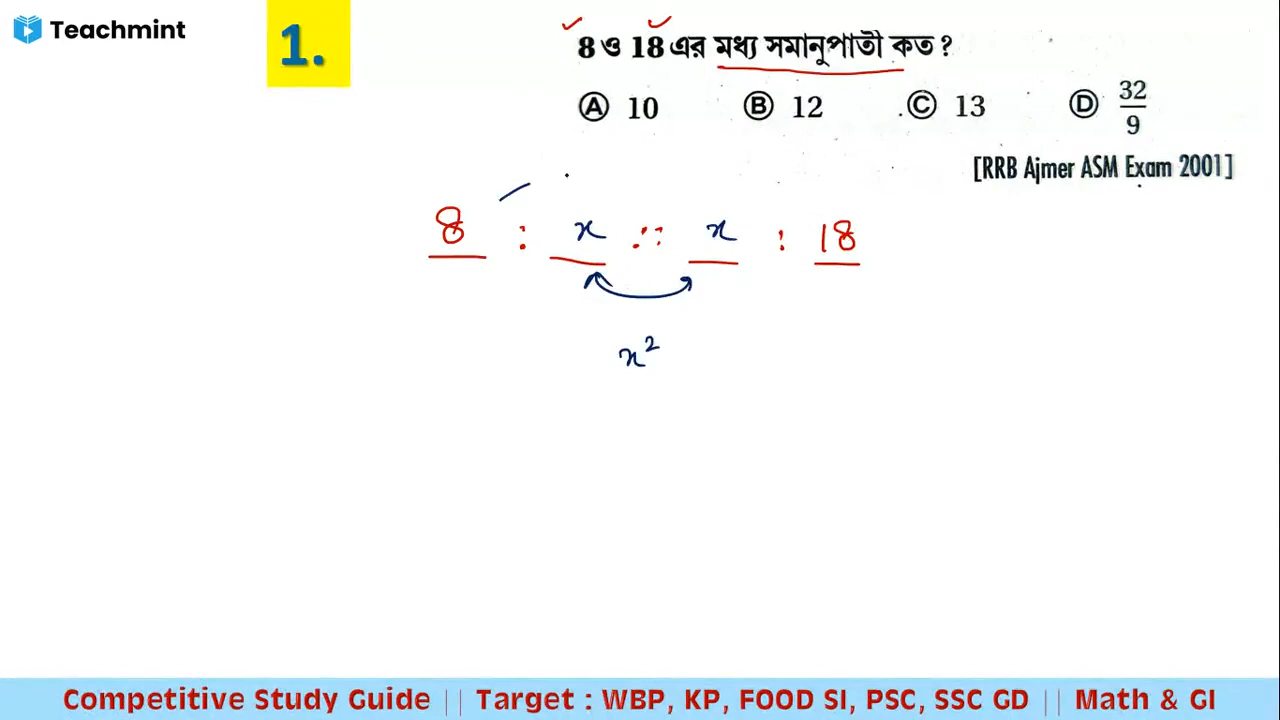 Teachmint
1.
8 ও 18 এর মধ্য সমানুপাতী কত ?
Ⓐ 10 Ⓑ 12 Ⓒ 13 Ⓓ 32/9
[RRB Ajmer ASM Exam 2001]
8 : x :: x : 18
x²
Competitive Study Guide || Target : WBP, KP, FOOD SI, PSC, SSC GD || Math & GI